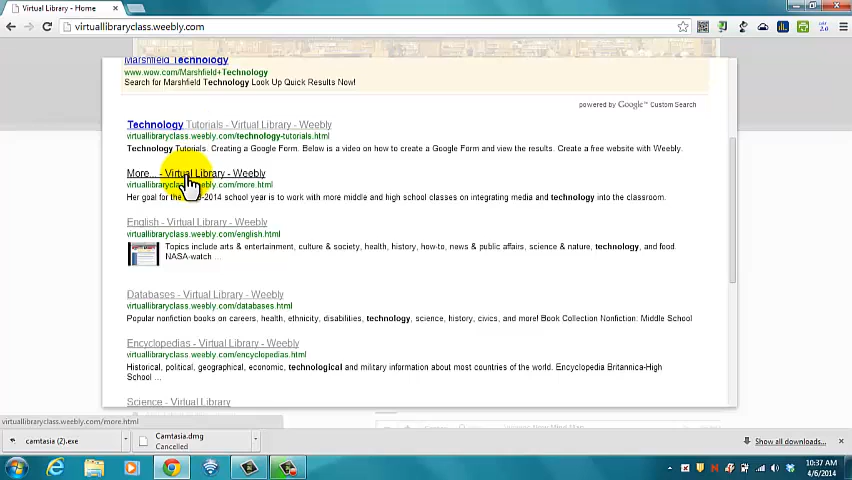 Virtual Library - Home
virtuallibraryclass.weebly.com
Marshfield Technology
www.wow.com/Marshfield+Technology
Search for Marshfield Technology Look Up Quick Results Now!
powered by Google™ Custom Search
Technology Tutorials - Virtual Library - Weebly
virtuallibraryclass.weebly.com/technology-tutorials.html
Technology Tutorials. Creating a Google Form. Below is a video on how to create a Google Form and view the results. Create a free website with Weebly.
More... - Virtual Library - Weebly
virtuallibraryclass.weebly.com/more.html
Her goal for the 2013-2014 school year is to work with more middle and high school classes on integrating media and technology into the classroom.
English - Virtual Library - Weebly
virtuallibraryclass.weebly.com/english.html
Topics include arts & entertainment, culture & society, health, history, how-to, news & public affairs, science & nature, technology, and food.
NASA-watch ...
Databases - Virtual Library - Weebly
virtuallibraryclass.weebly.com/databases.html
Popular nonfiction books on careers, health, ethnicity, disabilities, technology, science, history, civics, and more! Book Collection Nonfiction: Middle School
Encyclopedias - Virtual Library - Weebly
virtuallibraryclass.weebly.com/encyclopedias.html
Historical, political, geographical, economic, technological and military information about most countries of the world. Encyclopedia Britannica-High
School ...
Science - Virtual Library - Weebly
virtuallibraryclass.weebly.com/more.html
camtasia (2).exe
Camtasia.dmg
Cancelled
Show all downloads...
10:37 AM
4/6/2014